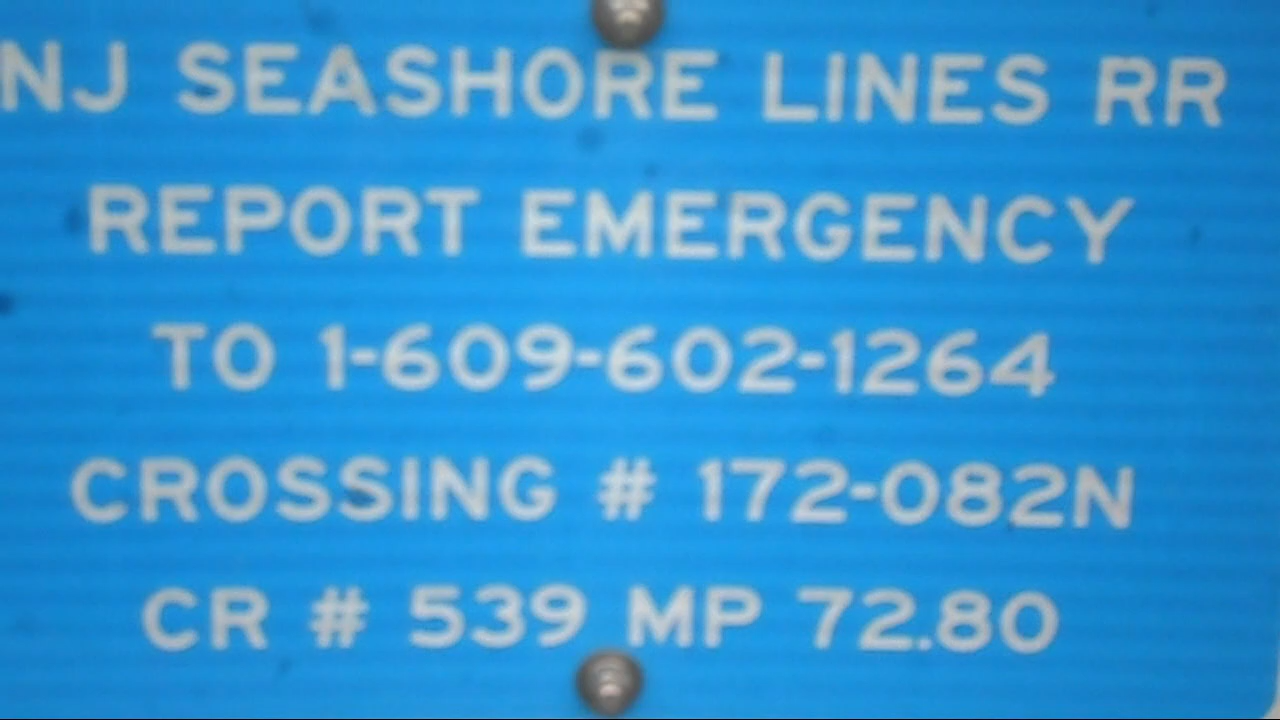 NJ SEASHORE LINES RR
REPORT EMERGENCY
TO 1-609-602-1264
CROSSING # 172-082N
CR # 539 MP 72.80